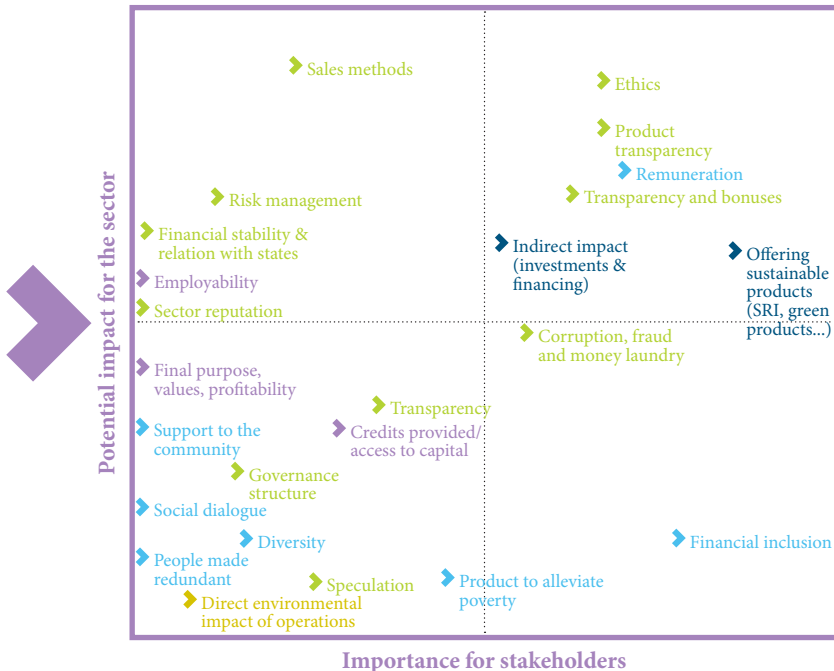 Potential impact for the sector
Sales methods
Ethics
Product
transparency
Remuneration
Transparency and bonuses
Risk management
Financial stability &
relation with states
Indirect impact
(investments &
financing)
Offering
sustainable
products
(SRI, green
products...)
Employability
Sector reputation
Corruption, fraud
and money laundry
Final purpose,
values, profitability
Transparency
Support to the
community
Credits provided/
access to capital
Governance
structure
Social dialogue
Diversity
Financial inclusion
People made
redundant
Speculation
Product to alleviate
poverty
Direct environmental
impact of operations
Importance for stakeholders